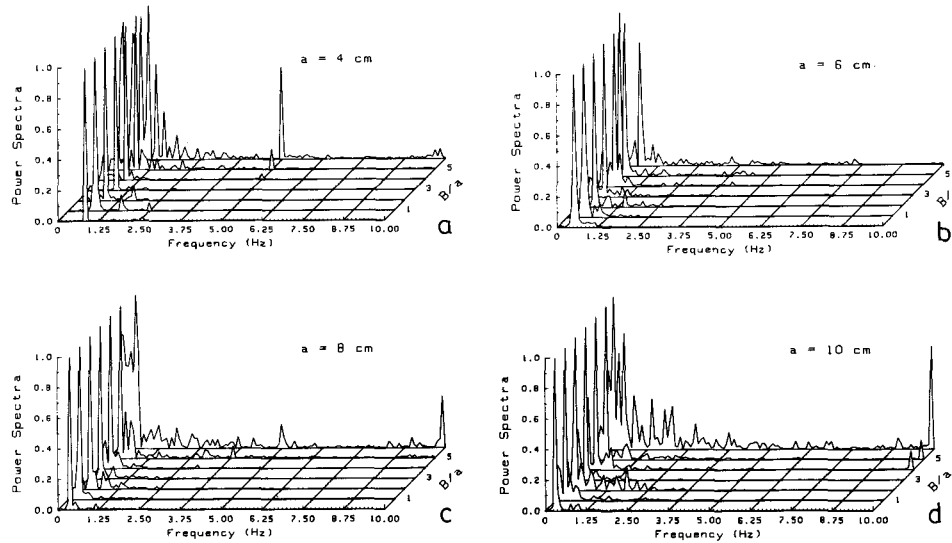 a = 4 cm
Power Spectra
1.0
0.8
0.6
0.4
0.2
0.0
0 1.25 2.50 3.75 5.00 6.25 7.50 8.75 10.00
Frequency (Hz)
1 3 5
B/a
a
a = 6 cm
Power Spectra
1.0
0.8
0.6
0.4
0.2
0.0
0 1.25 2.50 3.75 5.00 6.25 7.50 8.75 10.00
Frequency (Hz)
1 3 5
B/a
b
a = 8 cm
Power Spectra
1.0
0.8
0.6
0.4
0.2
0.0
0 1.25 2.50 3.75 5.00 6.25 7.50 8.75 10.00
Frequency (Hz)
1 3 5
B/a
c
a = 10 cm
Power Spectra
1.0
0.8
0.6
0.4
0.2
0.0
0 1.25 2.50 3.75 5.00 6.25 7.50 8.75 10.00
Frequency (Hz)
1 3 5
B/a
d